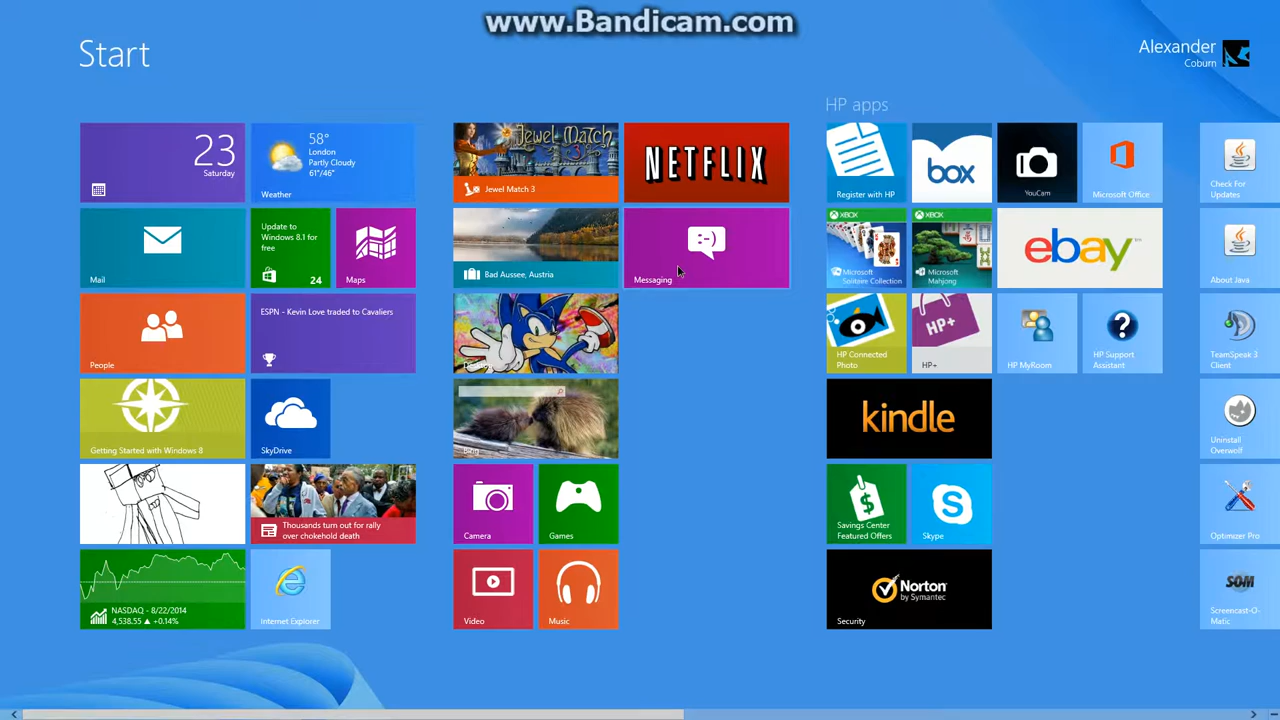 www.Bandicam.com
Start
Alexander
Coburn
23
Saturday
58°
London
Partly Cloudy
61°/46°
Weather
Mail
Update to
Windows 8.1 for
free
24
Maps
People
ESPN - Kevin Love traded to Cavaliers
Getting Started with Windows 8
SkyDrive
Thousands turn out for rally
over chokehold death
NASDAQ - 8/22/2014
4,538.55 ▲ +0.14%
Internet Explorer
Jewel Match 3
Jewel Match 3
NETFLIX
Bad Aussee, Austria
Messaging
Desktop
Bing
Camera
Games
Video
Music
HP apps
Register with HP
box
YouCam
Microsoft Office
XBOX
Microsoft
Solitaire Collection
XBOX
Microsoft
Mahjong
ebay
HP Connected
Photo
HP+
HP+
HP MyRoom
HP Support
Assistant
kindle
Savings Center
Featured Offers
Skype
Norton
by Symantec
Security
Check For
Updates
About Java
TeamSpeak 3
Client
Uninstall
Overwolf
Optimizer Pro
SOM
Screencast-O-
Matic